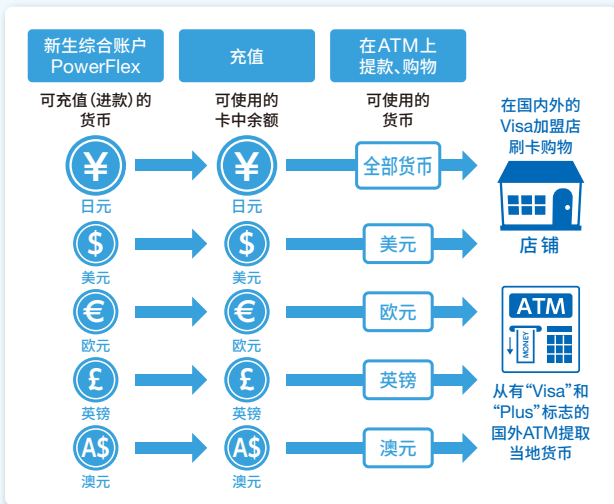 新生综合账户
PowerFlex
充值
在ATM上
提款、购物
可充值（进款）的
货币
可使用的
卡中余额
可使用的
货币
在国内外的
Visa加盟店
刷卡购物
¥
日元
¥
日元
全部货币
店铺
$
美元
$
美元
美元
€
欧元
€
欧元
欧元
ATM
MONEY
£
英镑
£
英镑
英镑
从有“Visa”和
“Plus”标志的
国外ATM提取
当地货币
A$
澳元
A$
澳元
澳元